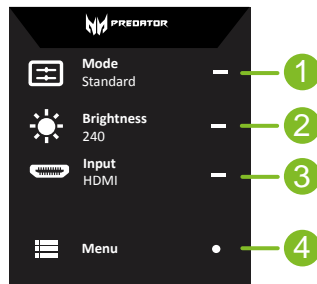 PREDATOR
Mode
Standard
1
Brightness
240
2
Input
HDMI
3
Menu
4